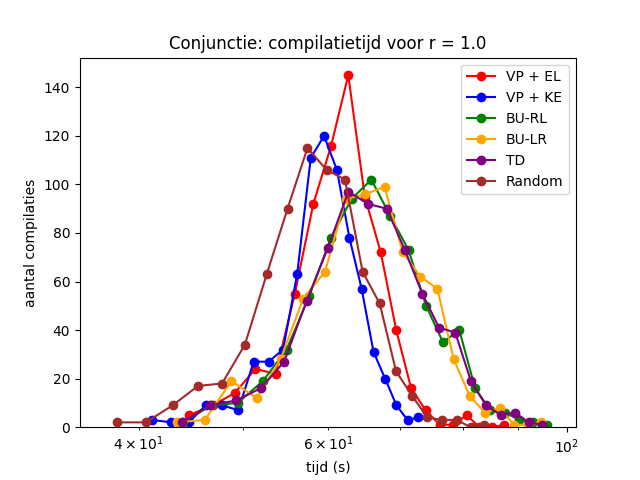 Conjunctie: compilatietijd voor r = 1.0
aantal compilaties
140
120
100
80
60
40
20
0
VP + EL
VP + KE
BU-RL
BU-LR
TD
Random
4 × 10¹
6 × 10¹
10²
tijd (s)